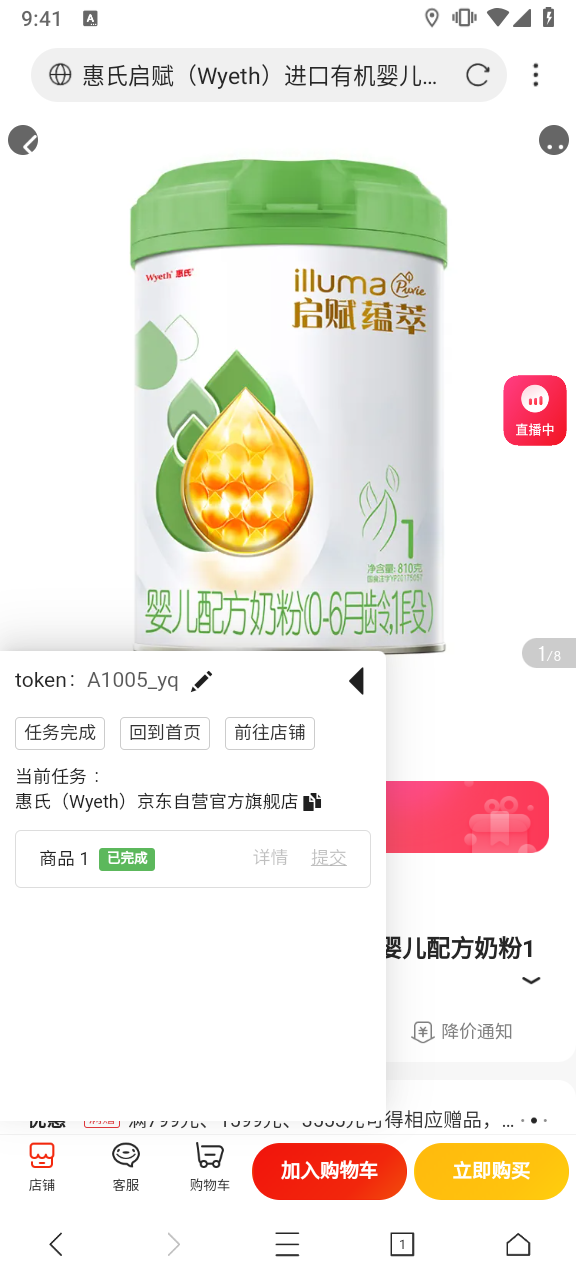 9:41
A
惠氏启赋（Wyeth）进口有机婴儿...
Wyeth 惠氏
illuma Purie
启赋蕴萃
直播中
1
净含量: 810克
婴儿配方奶粉(0-6月龄,1段)
1/8
token: A1005_yq
任务完成
回到首页
前往店铺
当前任务：
惠氏（Wyeth）京东自营官方旗舰店
商品 1 已完成 详情 提交
婴儿配方奶粉1
降价通知
满799元、1599元、3333元可得相应赠品，...
店铺
客服
购物车
加入购物车
立即购买
1